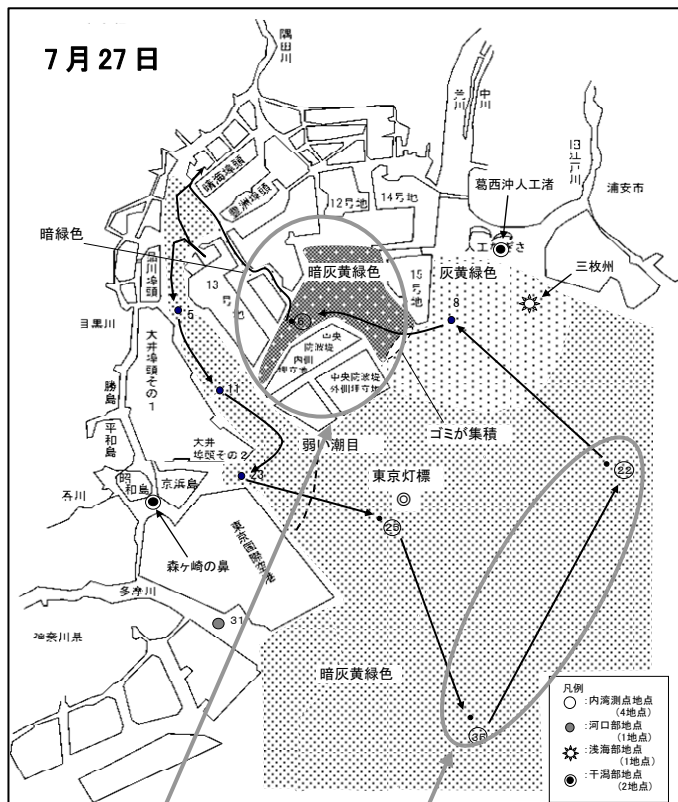 7月27日
隅田川
荒川
中川
旧江戸川
浦安市
葛西沖人工渚
三枚州
晴海埠頭
豊洲埠頭
12号地
14号地
暗緑色
暗灰黄緑色
15号地
灰黄緑色
品川埠頭
13号地
5
6
8
目黒川
大井埠頭その1
中央
防波堤
内側
埋立地
中央防波堤
外側埋立地
勝島
11
ゴミが集積
平和島
大井
埠頭その2
弱い潮目
昭和島
京浜島
23
東京灯標
22
25
森ヶ崎の鼻
東京国際空港
多摩川
31
神奈川県
暗灰黄緑色
35
凡例
:内湾測点地点
(4地点)
:河口部地点
(1地点)
:浅海部地点
(1地点)
:干潟部地点
(2地点)